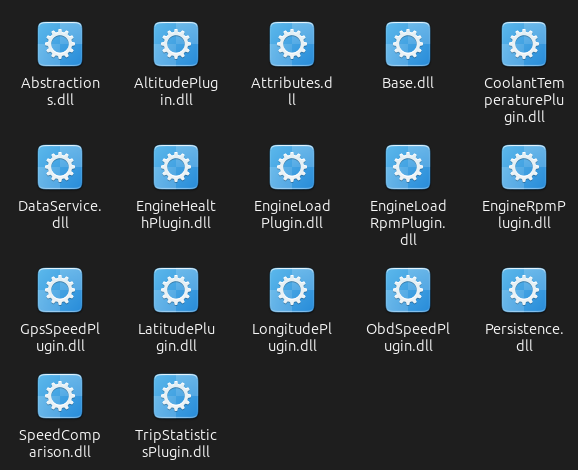 Abstraction
s.dll
AltitudePlug
in.dll
Attributes.d
ll
Base.dll
CoolantTem
peraturePlu
gin.dll
DataService.
dll
EngineHealt
hPlugin.dll
EngineLoad
Plugin.dll
EngineLoad
RpmPlugin.
dll
EngineRpmP
lugin.dll
GpsSpeedPl
ugin.dll
LatitudePlu
gin.dll
LongitudePl
ugin.dll
ObdSpeedPl
ugin.dll
Persistence.
dll
SpeedComp
arison.dll
TripStatistic
sPlugin.dll